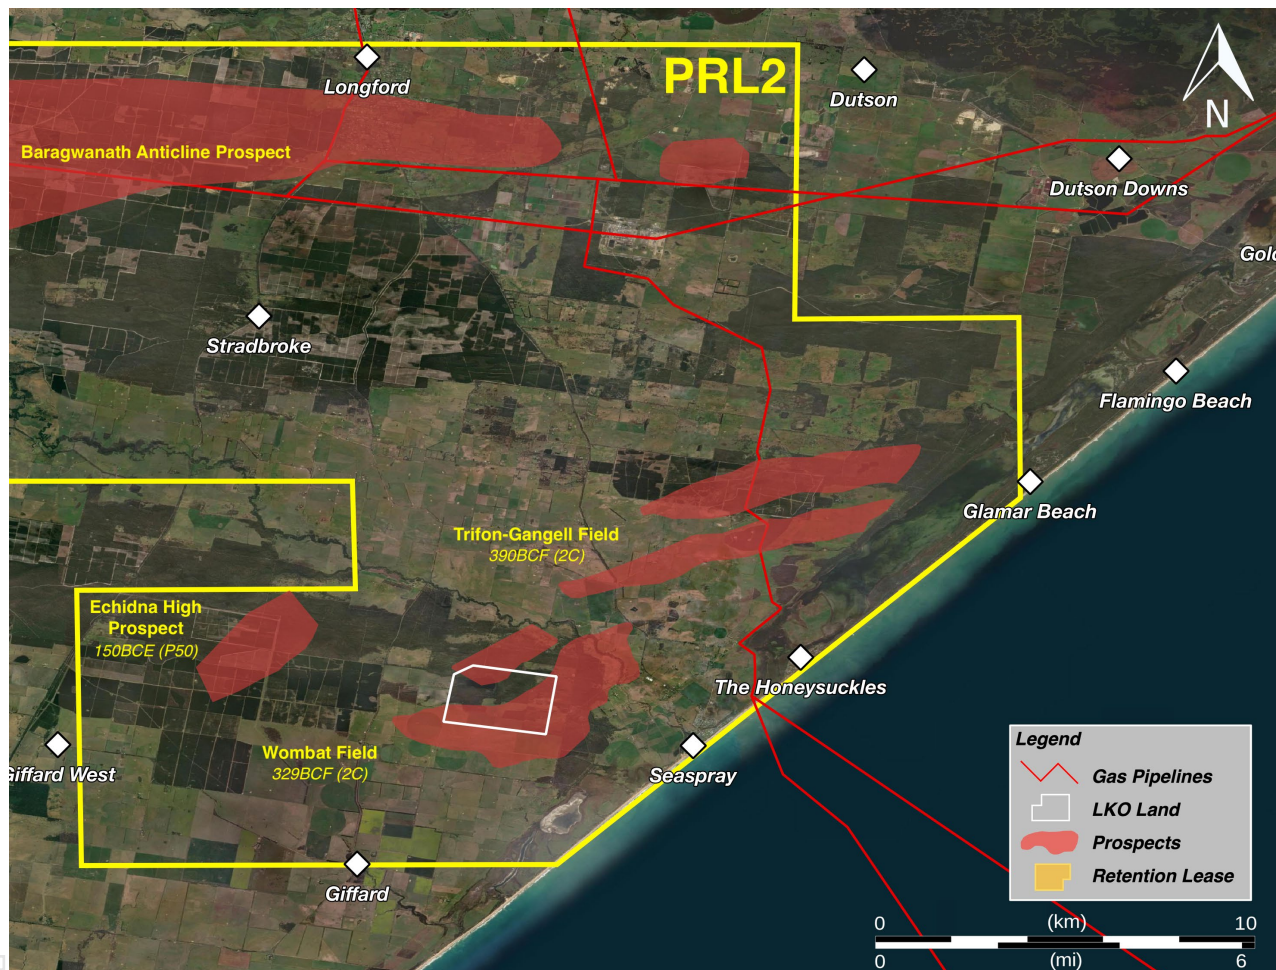 PRL2
Longford
Dutson
N
Baragwanath Anticline Prospect
Dutson Downs
Gold
Stradbroke
Flamingo Beach
Glamar Beach
Trifon-Gangell Field
390BCF (2C)
Echidna High
Prospect
150BCE (P50)
The Honeysuckles
Wombat Field
329BCF (2C)
Giffard West
Seaspray
Giffard
Legend
Gas Pipelines
LKO Land
Prospects
Retention Lease
0 (km) 10
0 (mi) 6